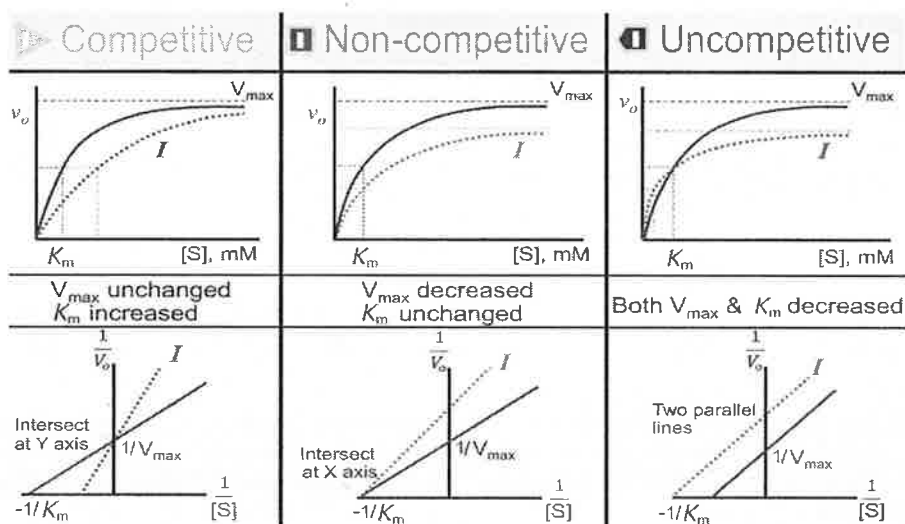 Competitive
Non-competitive
Uncompetitive
Vmax
vo
I
Km
[S], mM
Vmax
vo
I
Km
[S], mM
Vmax
vo
I
Km
[S], mM
Vmax unchanged
Km increased
Vmax decreased
Km unchanged
Both Vmax & Km decreased
1/Vo
I
Intersect
at Y axis
1/Vmax
-1/Km
1/[S]
1/Vo
I
Intersect
at X axis
1/Vmax
-1/Km
1/[S]
1/Vo
I
Two parallel
lines
1/Vmax
-1/Km
1/[S]